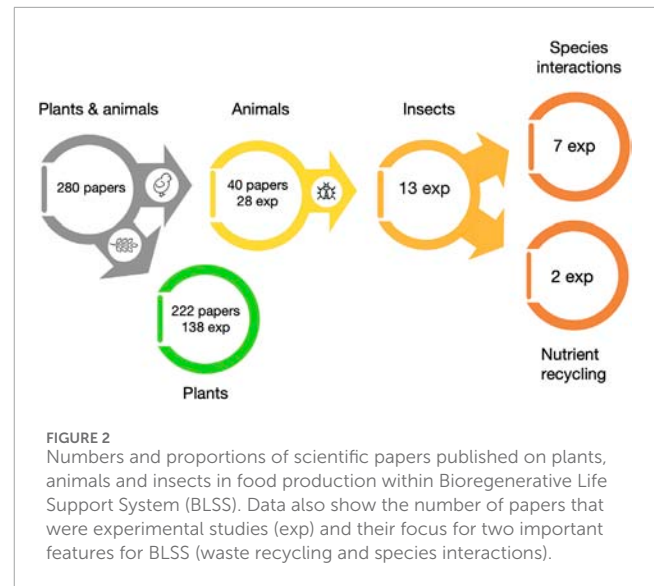 Species
interactions
Plants & animals
Animals
Insects
280 papers
40 papers
28 exp
13 exp
7 exp
222 papers
138 exp
2 exp
Plants
Nutrient
recycling
FIGURE 2
Numbers and proportions of scientific papers published on plants,
animals and insects in food production within Bioregenerative Life
Support System (BLSS). Data also show the number of papers that
were experimental studies (exp) and their focus for two important
features for BLSS (waste recycling and species interactions).